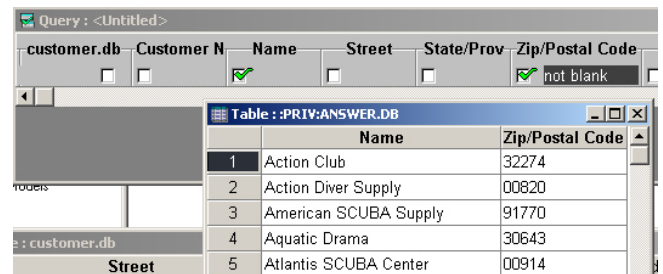 Query : <Untitled>
customer.db Customer N Name Street State/Prov Zip/Postal Code
not blank
Table : :PRIV:ANSWER.DB
Name Zip/Postal Code
1 Action Club 32274
2 Action Diver Supply 00820
3 American SCUBA Supply 91770
4 Aquatic Drama 30643
5 Atlantis SCUBA Center 00914
e : customer.db
Street